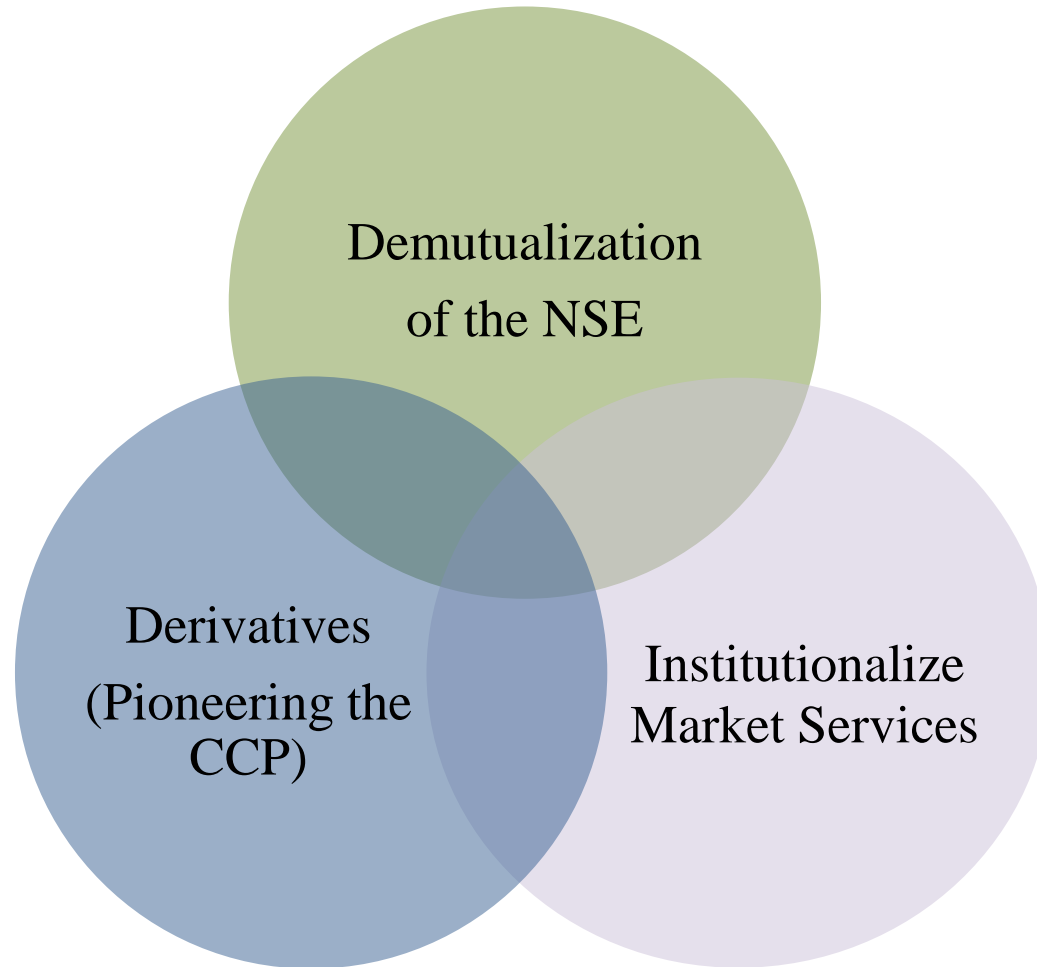 Demutualization
of the NSE
Derivatives
(Pioneering the
CCP)
Institutionalize
Market Services